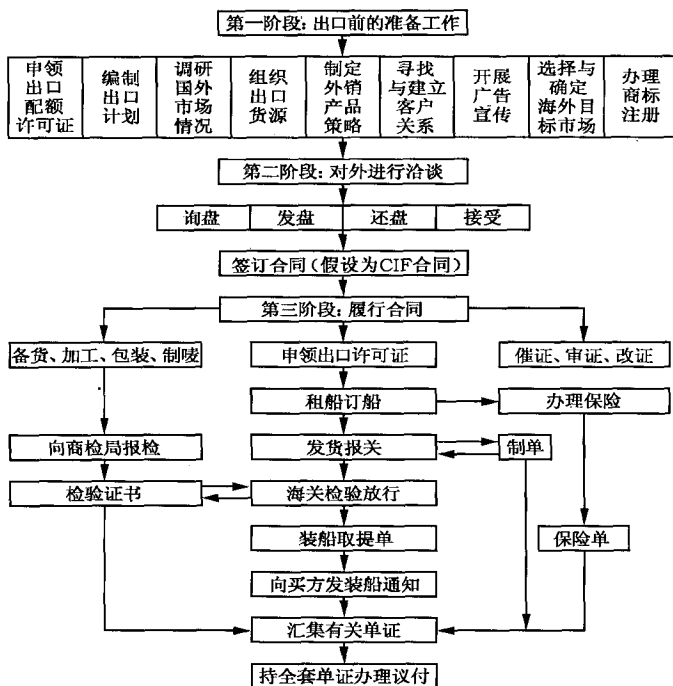 第一阶段：出口前的准备工作
申领
出口
配额
许可证
编制
出口
计划
调研
国外
市场
情况
组织
出口
货源
制定
外销
产品
策略
寻找
与建立
客户
关系
开展
广告
宣传
选择与
确定
海外目
标市场
办理
商标
注册
第二阶段：对外进行洽谈
询盘
发盘
还盘
接受
签订合同（假设为CIF合同）
第三阶段：履行合同
备货、加工、包装、制唛
申领出口许可证
催证、审证、改证
租船订船
办理保险
向商检局报检
发货报关
制单
检验证书
海关检验放行
装船取提单
保险单
向买方发装船通知
汇集有关单证
持全套单证办理议付